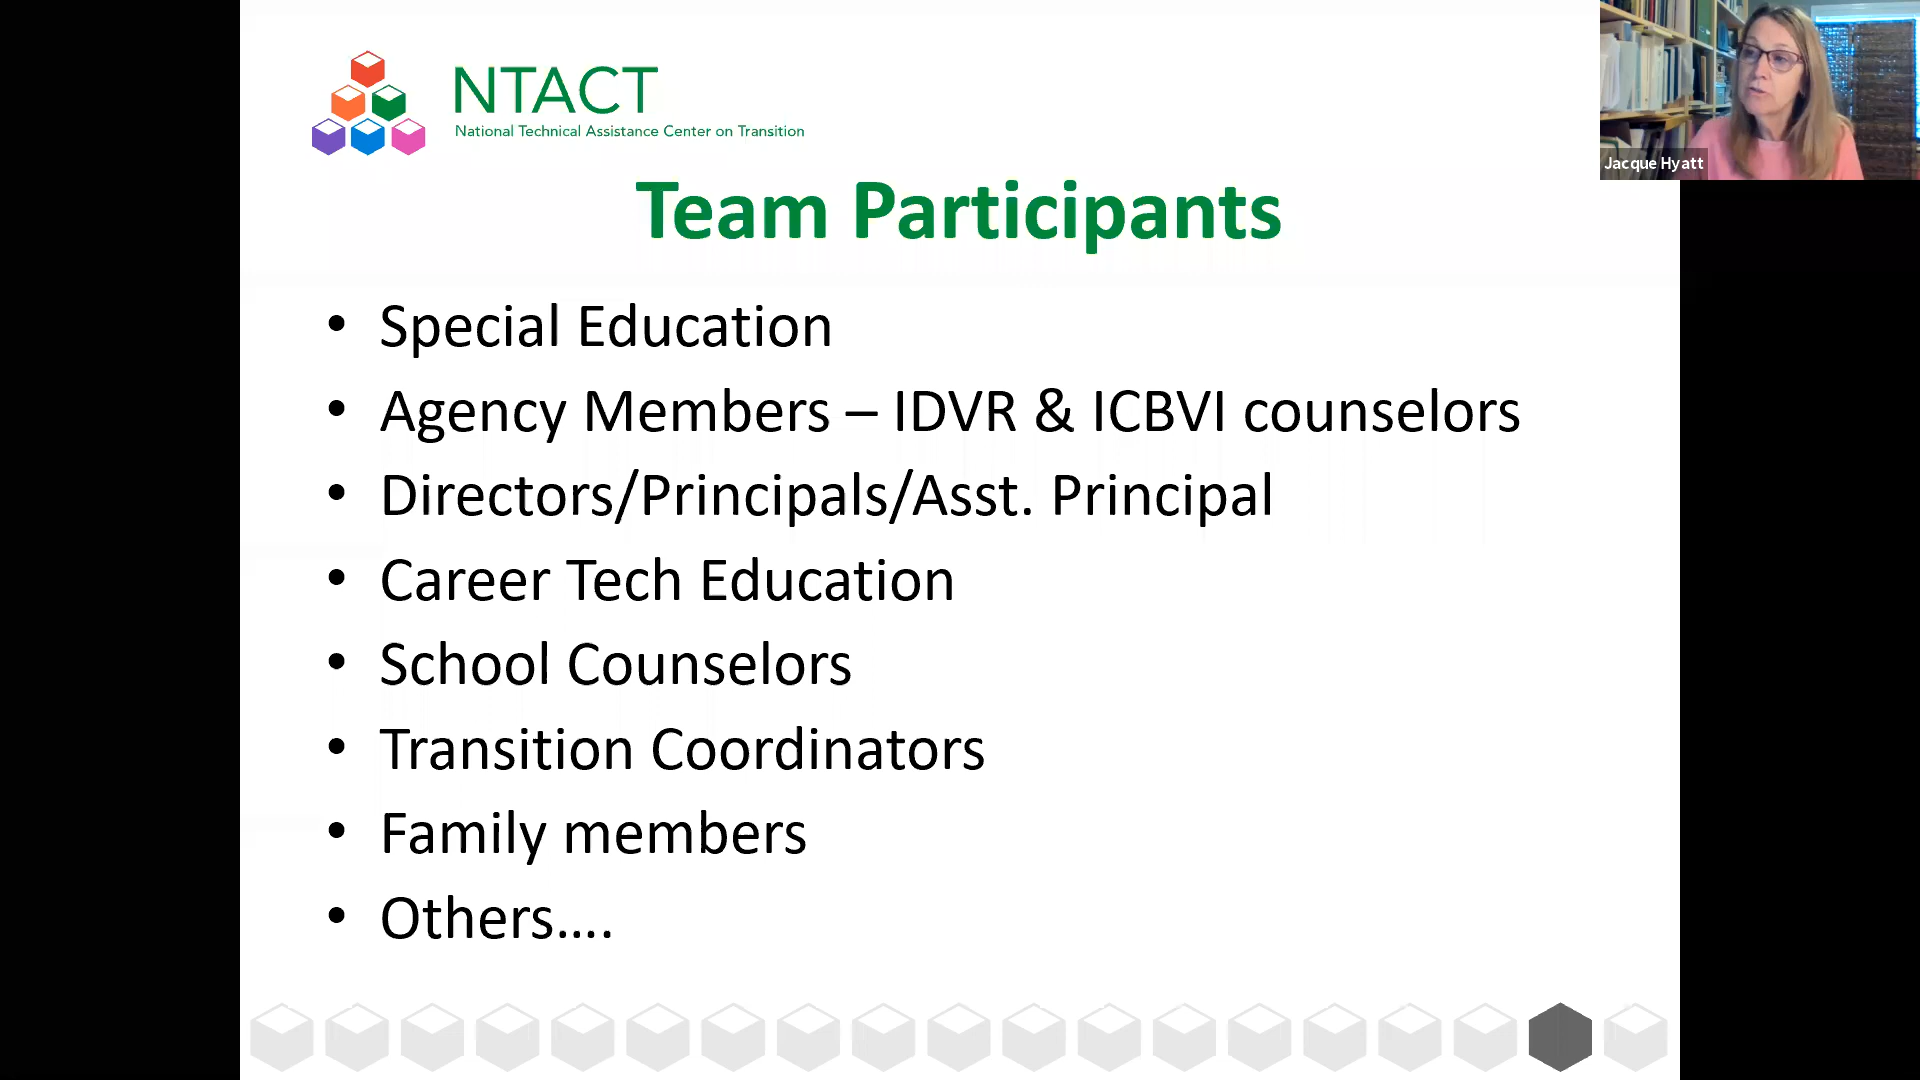 NTACT
National Technical Assistance Center on Transition
Jacque Hyatt
Team Participants
• Special Education
• Agency Members – IDVR & ICBVI counselors
• Directors/Principals/Asst. Principal
• Career Tech Education
• School Counselors
• Transition Coordinators
• Family members
• Others....